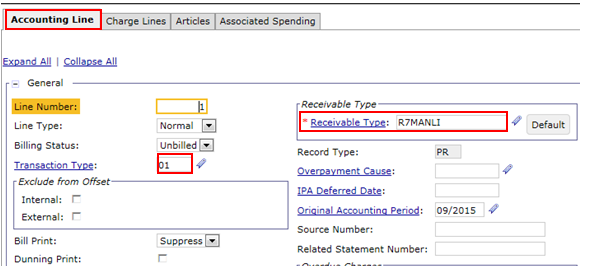 Accounting Line
Charge Lines
Articles
Associated Spending
Expand All | Collapse All
General
Line Number: 1
Line Type: Normal
Billing Status: Unbilled
Transaction Type: 01
Exclude from Offset
Internal:
External:
Bill Print: Suppress
Dunning Print:
Receivable Type
* Receivable Type: R7MANLI
Default
Record Type: PR
Overpayment Cause:
IPA Deferred Date:
Original Accounting Period: 09/2015
Source Number:
Related Statement Number:
Overdue Charges